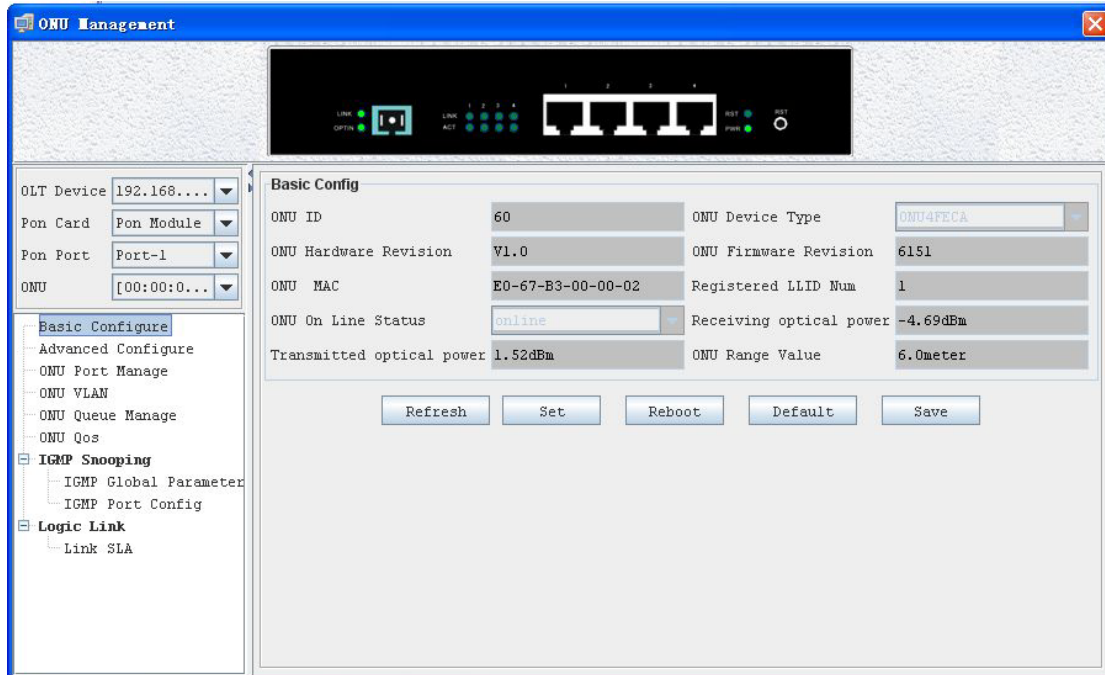 ONU Management
1 2 3 4
LINK
OPTIN
1 2 3 4
LINK
ACT
RST
PWR
RST
OLT Device 192.168....
Pon Card Pon Module
Pon Port Port-1
ONU [00:00:0...
Basic Configure
Advanced Configure
ONU Port Manage
ONU VLAN
ONU Queue Manage
ONU Qos
IGMP Snooping
IGMP Global Parameter
IGMP Port Config
Logic Link
Link SLA
Basic Config
ONU ID 60 ONU Device Type ONU4FECA
ONU Hardware Revision V1.0 ONU Firmware Revision 6151
ONU MAC E0-67-B3-00-00-02 Registered LLID Num 1
ONU On Line Status online Receiving optical power -4.69dBm
Transmitted optical power 1.52dBm ONU Range Value 6.0meter
Refresh Set Reboot Default Save